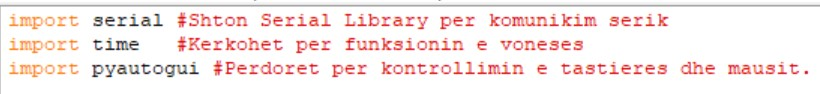 import serial #Shton Serial Library per komunikim serik
import time #Kerkohet per funksionin e voneses
import pyautogui #Perdoret per kontrollimin e tastieres dhe mausit.